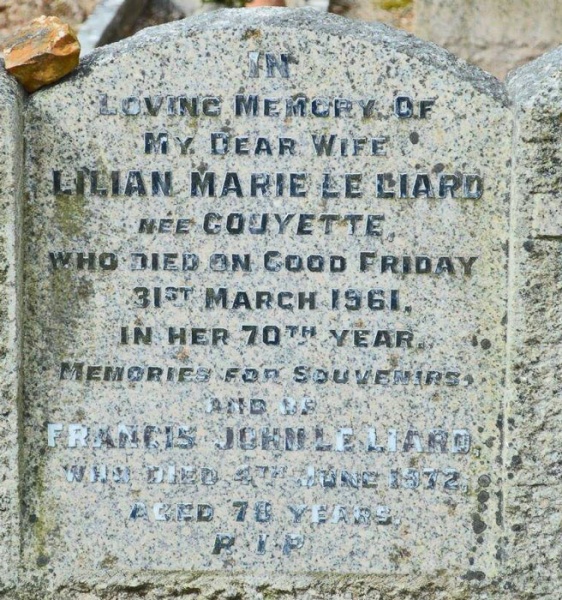 IN
LOVING MEMORY OF
MY DEAR WIFE
LILIAN MARIE LE LIARD
NÉE GOUYETTE,
WHO DIED ON GOOD FRIDAY
31ST MARCH 1961,
IN HER 70TH YEAR.
MEMORIES FOR SOUVENIRS,
AND OF
FRANCIS JOHN LE LIARD,
WHO DIED 4TH JUNE 1972,
AGED 78 YEARS.
R I P